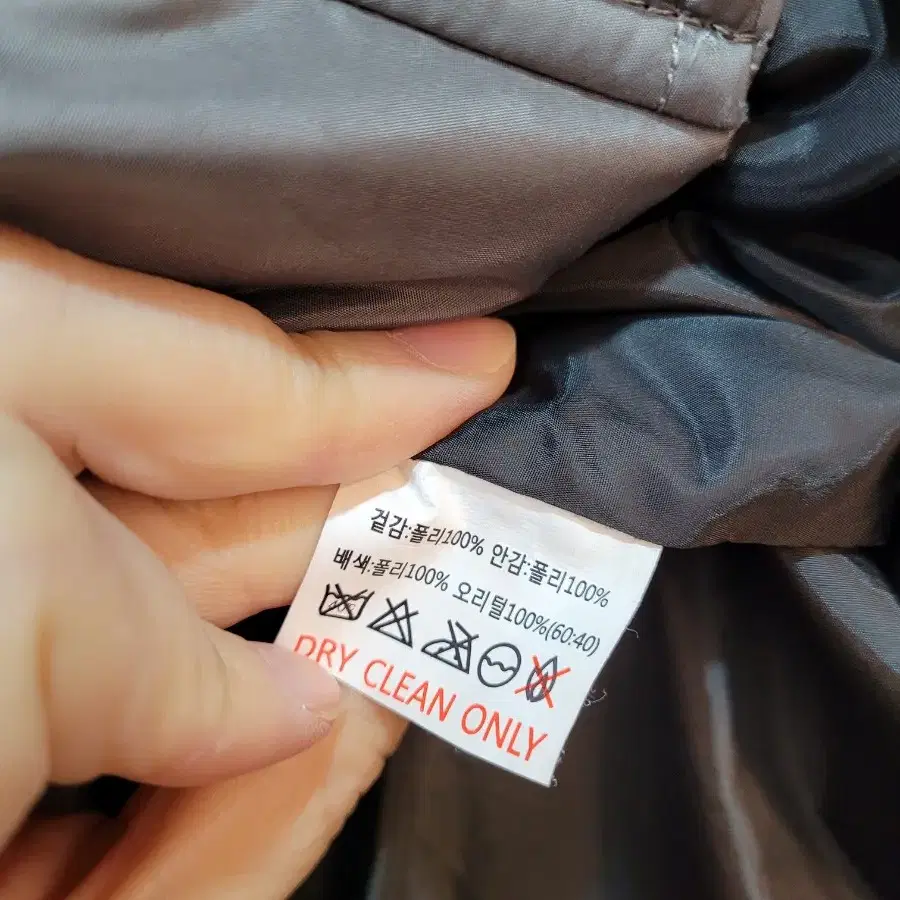 겉감:폴리100% 안감:폴리100%
배색:폴리100% 오리털100%(60:40)
DRY CLEAN ONLY